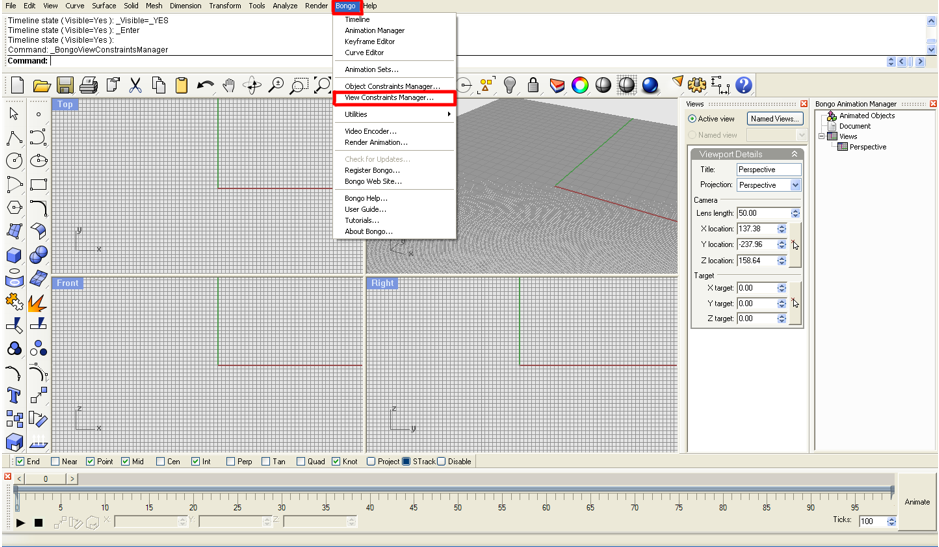 File Edit View Curve Surface Solid Mesh Dimension Transform Tools Analyze Render Bongo Help
Timeline state ( Visible=Yes ): _Visible=_YES
Timeline state ( Visible=Yes ): _Enter
Timeline state ( Visible=Yes ):
Command: _BongoViewConstraintsManager
Command:
Timeline
Animation Manager
Keyframe Editor
Curve Editor
Animation Sets...
Object Constraints Manager...
View Constraints Manager...
Utilities
Video Encoder...
Render Animation...
Check for Updates...
Register Bongo...
Bongo Web Site...
Bongo Help...
User Guide...
Tutorials...
About Bongo...
Top
y
x
y
x
Front
z
x
Right
z
y
Views
Active view
Named Views...
Named view
Viewport Details
Title: Perspective
Projection: Perspective
Camera
Lens length: 50.00
X location: 137.38
Y location: -237.96
Z location: 158.64
Target
X target: 0.00
Y target: 0.00
Z target: 0.00
Bongo Animation Manager
Animated Objects
Document
Views
Perspective
End Near Point Mid Cen Int Perp Tan Quad Knot Project STrack Disable
0
0 5 10 15 20 25 30 35 40 45 50 55 60 65 70 75 80 85 90 95
X: Y: Z:
Ticks: 100
Animate